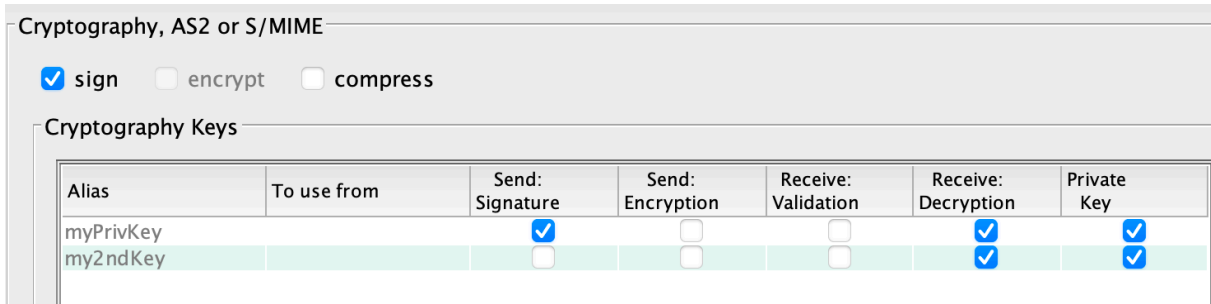 Cryptography, AS2 or S/MIME
sign encrypt compress
Cryptography Keys
Alias To use from Send: Signature Send: Encryption Receive: Validation Receive: Decryption Private Key
myPrivKey
my2ndKey